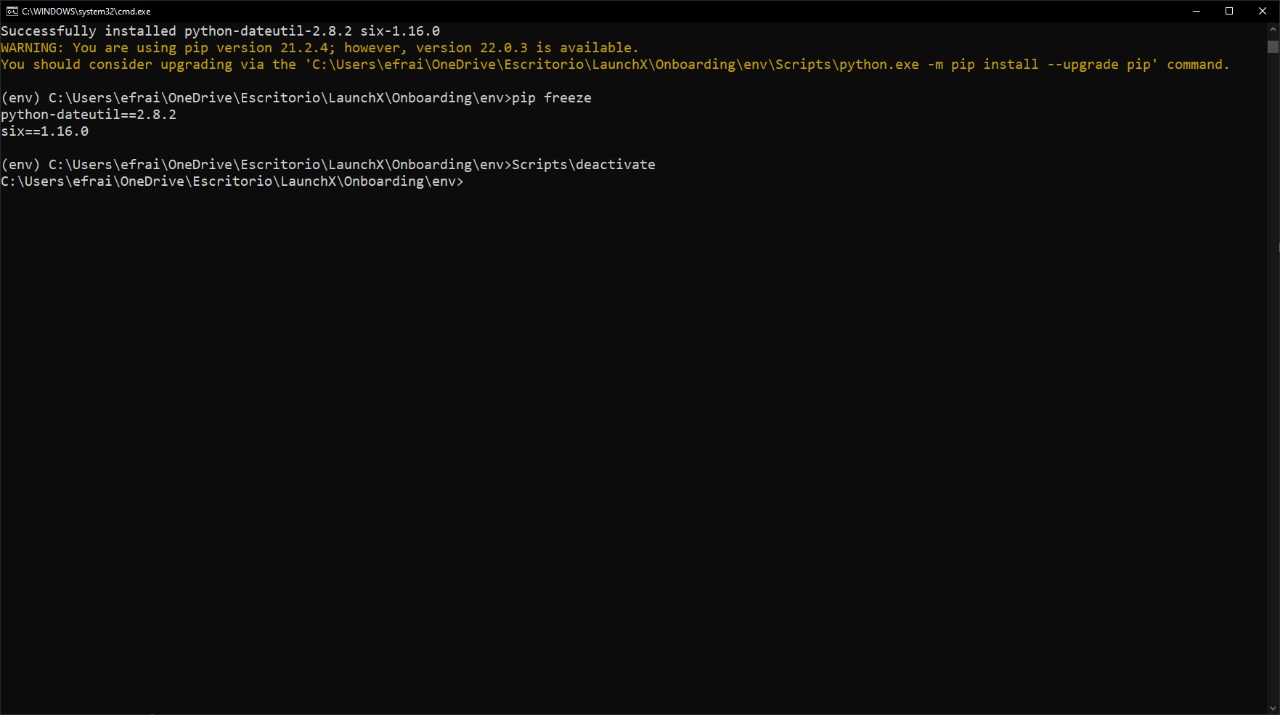 C:\WINDOWS\system32\cmd.exe
Successfully installed python-dateutil-2.8.2 six-1.16.0
WARNING: You are using pip version 21.2.4; however, version 22.0.3 is available.
You should consider upgrading via the 'C:\Users\efrai\OneDrive\Escritorio\LaunchX\Onboarding\env\Scripts\python.exe -m pip install --upgrade pip' command.
(env) C:\Users\efrai\OneDrive\Escritorio\LaunchX\Onboarding\env>pip freeze
python-dateutil==2.8.2
six==1.16.0
(env) C:\Users\efrai\OneDrive\Escritorio\LaunchX\Onboarding\env>Scripts\deactivate
C:\Users\efrai\OneDrive\Escritorio\LaunchX\Onboarding\env>